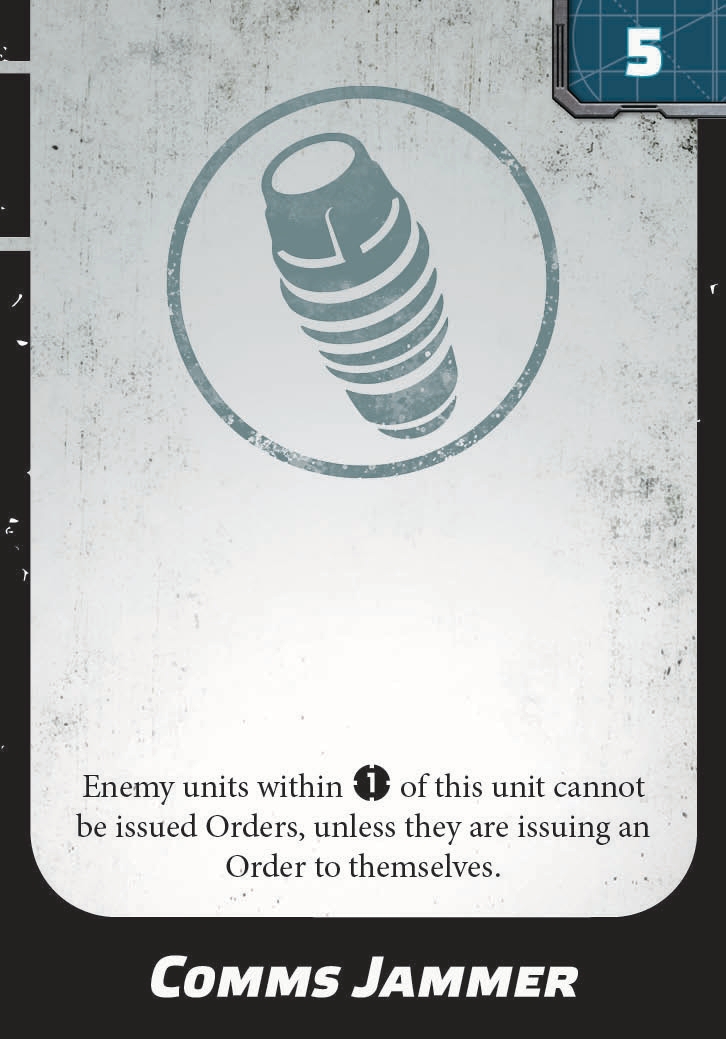 5
Enemy units within 1 of this unit cannot
be issued Orders, unless they are issuing an
Order to themselves.
Comms Jammer